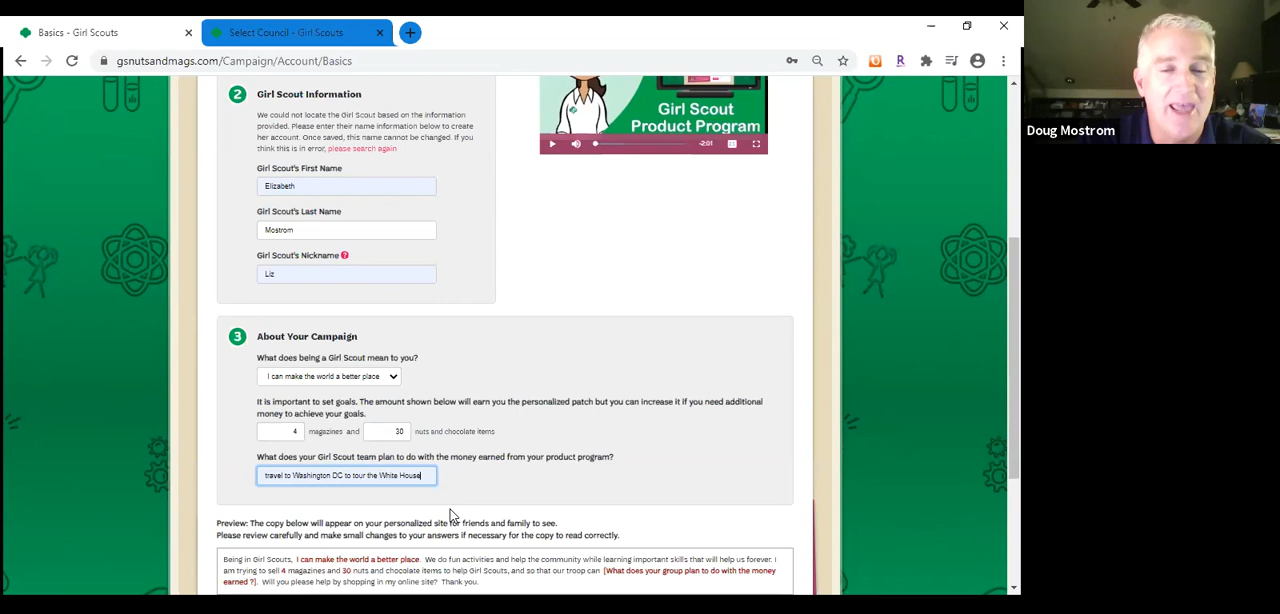 Basics - Girl Scouts
Select Council - Girl Scouts
gsnutsandmags.com/Campaign/Account/Basics
Doug Mostrom
2
Girl Scout Information
We could not locate the Girl Scout based on the information
provided. Please enter their name information below to create
her account. Once saved, this name cannot be changed. If you
think this is in error, please search again
Girl Scout's First Name
Elizabeth
Girl Scout's Last Name
Mostrom
Girl Scout's Nickname ?
Liz
Girl Scout
Product Program
-2:01
3
About Your Campaign
What does being a Girl Scout mean to you?
I can make the world a better place
It is important to set goals. The amount shown below will earn you the personalized patch but you can increase it if you need additional
money to achieve your goals.
4 magazines and 30 nuts and chocolate items
What does your Girl Scout team plan to do with the money earned from your product program?
travel to Washington DC to tour the White House
Preview: The copy below will appear on your personalized site for friends and family to see.
Please review carefully and make small changes to your answers if necessary for the copy to read correctly.
Being in Girl Scouts, I can make the world a better place. We do fun activities and help the community while learning important skills that will help us forever. I
am trying to sell 4 magazines and 30 nuts and chocolate items to help Girl Scouts, and so that our troop can [What does your group plan to do with the money
earned ?]. Will you please help by shopping in my online site? Thank you.